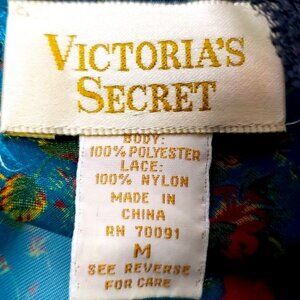 VICTORIA'S
SECRET
BODY:
100% POLYESTER
LACE:
100% NYLON
MADE IN
CHINA
RN 70091
M
SEE REVERSE
FOR CARE